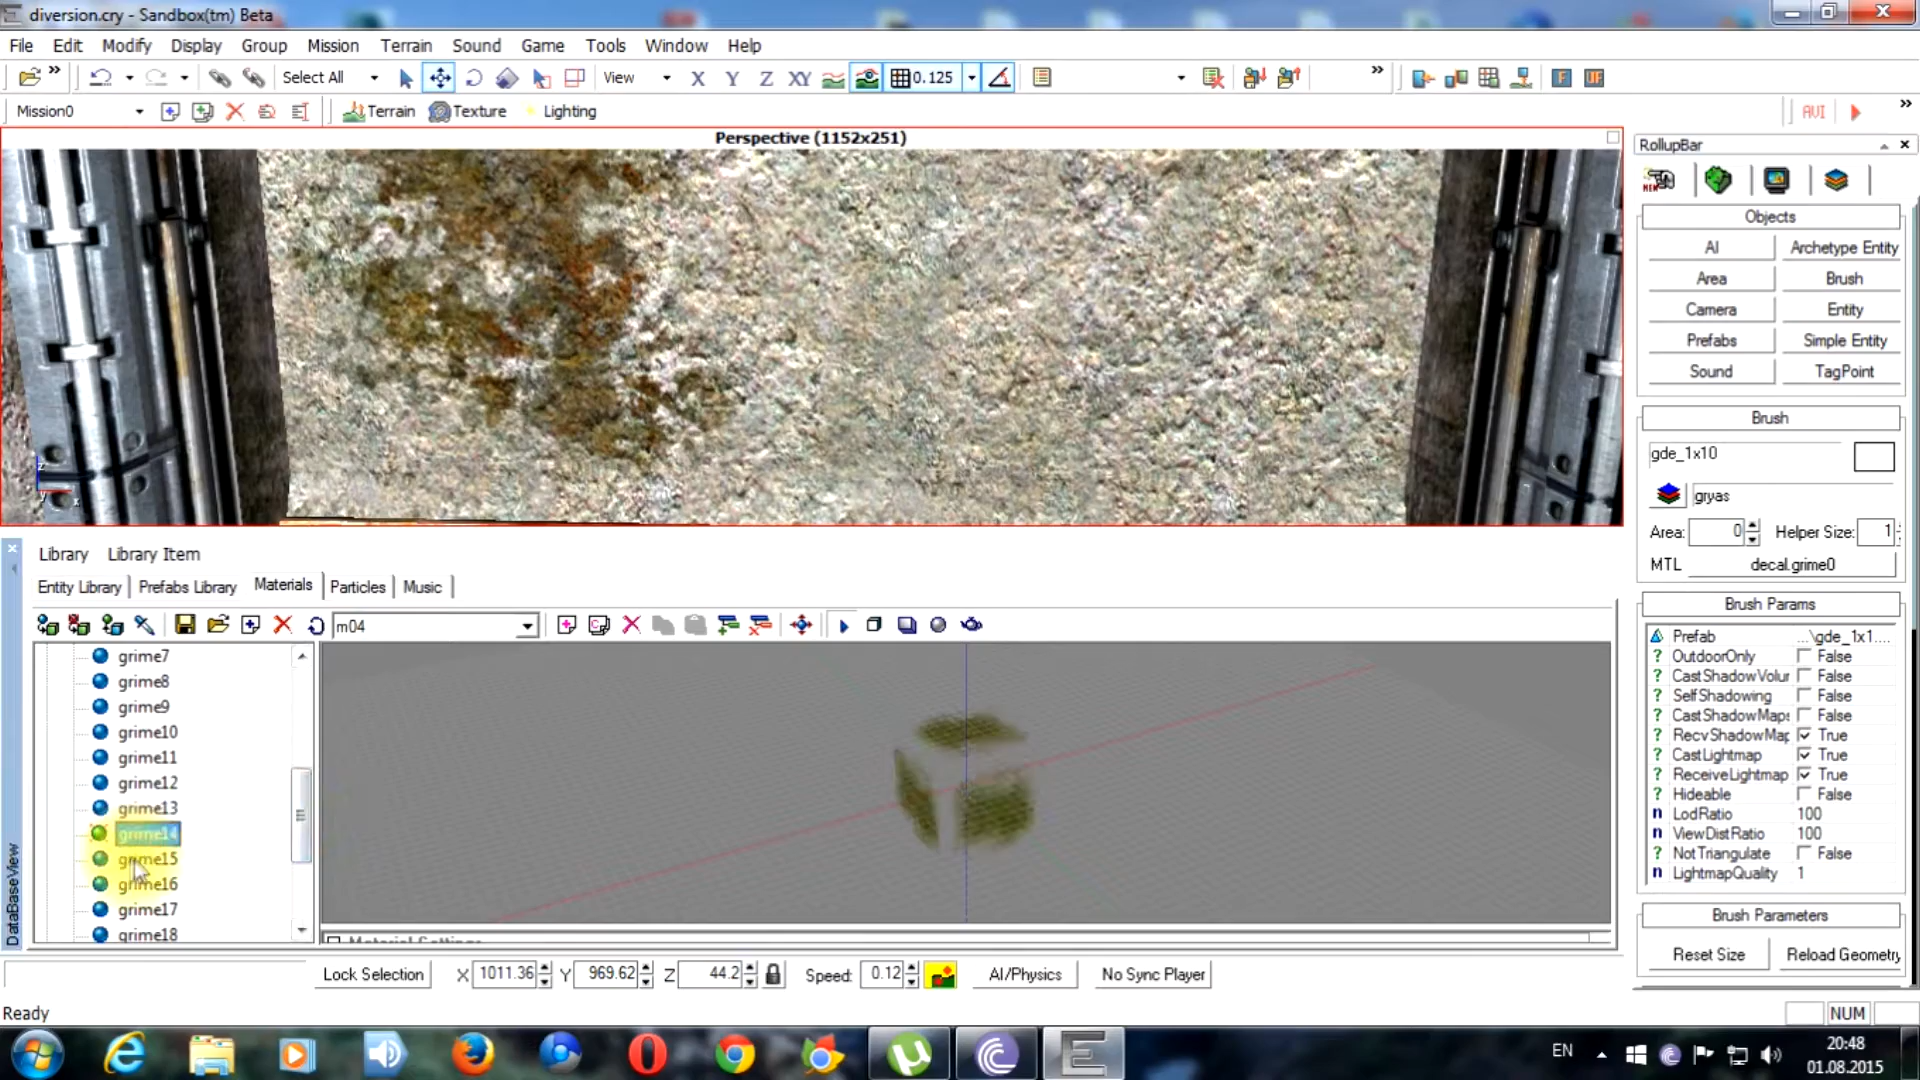 diversion.cry - Sandbox(tm) Beta
File Edit Modify Display Group Mission Terrain Sound Game Tools Window Help
Select All View X Y Z XY 0.125 F UF
Mission0 Terrain Texture Lighting AVI
Perspective (1152x251)
z
y
x
RollupBar
NEW
Objects
AI Archetype Entity
Area Brush
Camera Entity
Prefabs Simple Entity
Sound TagPoint
Brush
gde_1x10
gryas
Area: 0 Helper Size: 1
MTL decal.grime0
Brush Params
Prefab ...\gde_1x1....
? OutdoorOnly False
? CastShadowVolur False
? SelfShadowing False
? CastShadowMaps False
? RecvShadowMap True
? CastLightmap True
? ReceiveLightmap True
? Hideable False
n LodRatio 100
n ViewDistRatio 100
? NotTriangulate False
n LightmapQuality 1
Brush Parameters
Reset Size Reload Geometry
Library Library Item
Entity Library Prefabs Library Materials Particles Music
m04
grime7
grime8
grime9
grime10
grime11
grime12
grime13
grime14
grime15
grime16
grime17
grime18
DataBaseView
Material Settings
Lock Selection X 1011.36 Y 969.62 Z 44.2 Speed: 0.12 AI/Physics No Sync Player
Ready NUM
EN 20:48
01.08.2015